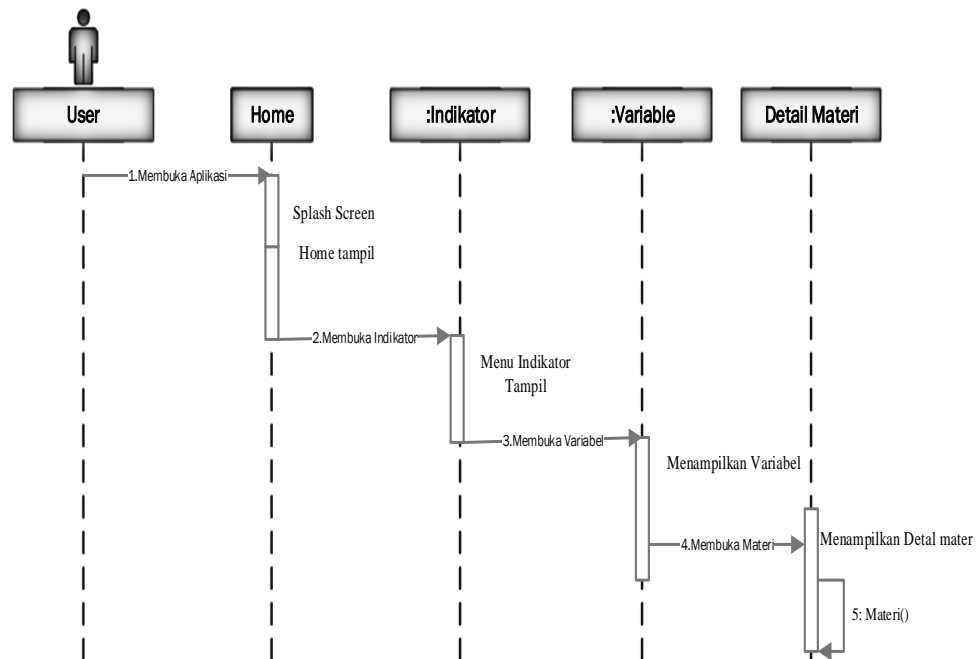 User
Home
:Indikator
:Variable
Detail Materi
1.Membuka Aplikasi
Splash Screen
Home tampil
2.Membuka Indikator
Menu Indikator
Tampil
3.Membuka Variabel
Menampilkan Variabel
4.Membuka Materi
Menampilkan Detal mater
5: Materi()